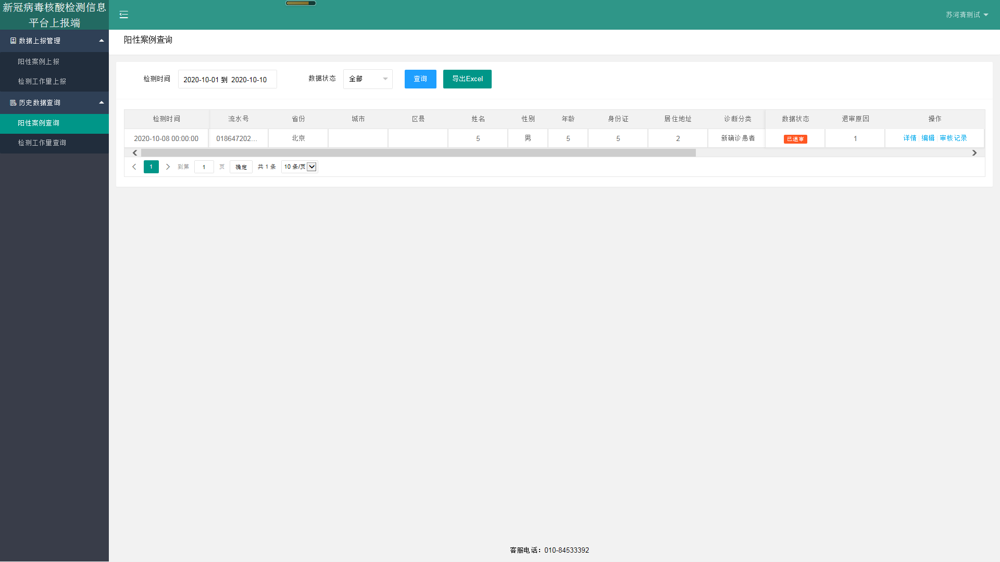 新冠病毒核酸检测信息
平台上报端
苏河清测试
数据上报管理
阳性案例上报
检测工作量上报
历史数据查询
阳性案例查询
检测工作量查询
阳性案例查询
检测时间 2020-10-01 到 2020-10-10 数据状态 全部 查询 导出Excel
检测时间 流水号 省份 城市 区县 姓名 性别 年龄 身份证 居住地址 诊断分类 数据状态 退审原因 操作
2020-10-08 00:00:00 018647202... 北京 5 男 5 5 2 新确诊患者 已退审 1 详情 编辑 审核记录
1 到第 1 页 确定 共 1 条 10 条/页
客服电话：010-84533392